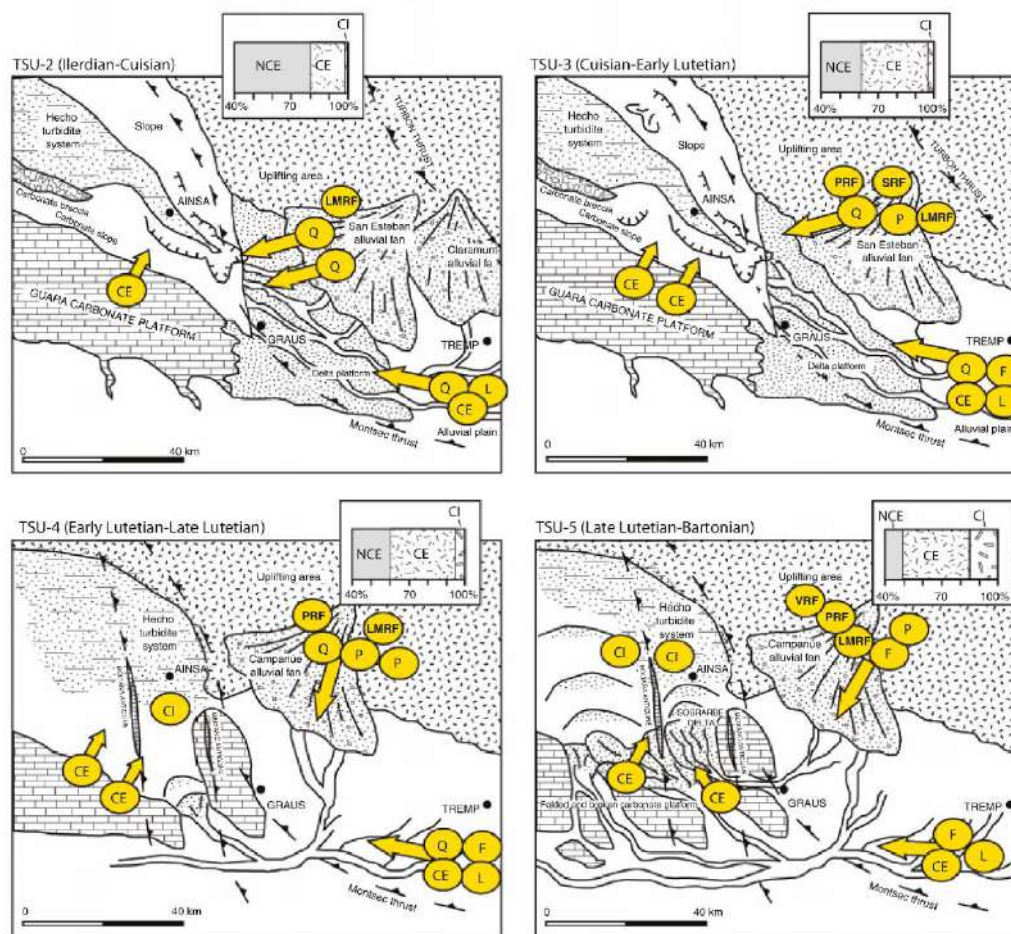 CI
TSU-2 (Ilerdian-Cuisian)
NCE
CE
40%
70
100%
Hecho
turbidite
system
Slope
TURBON THRUST
Uplifting area
AINSA
LMRF
Q
San Esteban
alluvial fan
Q
Carbonate breccia
Carbonate slope
CE
GUARA CARBONATE PLATFORM
GRAUS
TREMP
Delta platform
Q
L
CE
Montsec thrust
Alluvial plain
0
40 km
CI
TSU-3 (Cuisian-Early Lutetian)
NCE
CE
40%
70
100%
Hecho
turbidite
system
Slope
Uplifting area
TURBON THRUST
PRF
SRF
AINSA
Q
P
LMRF
San Esteban
alluvial fan
Carbonate breccia
Carbonate slope
CE
CE
GUARA CARBONATE PLATFORM
GRAUS
TREMP
Delta platform
Q
F
CE
L
Montsec thrust
Alluvial plain
0
40 km
CI
TSU-4 (Early Lutetian-Late Lutetian)
NCE
CE
40%
70
100%
Uplifting area
Hecho
turbidite
system
PRF
LMRF
Q
P
P
AINSA
Campanue
alluvial fan
CI
CE
CE
GRAUS
TREMP
Q
F
CE
L
Montsec thrust
0
40 km
TSU-5 (Late Lutetian-Bartonian)
NCE
CI
CE
40%
70
100%
Uplifting area
Hecho
turbidite
system
VRF
PRF
P
LMRF
F
CI
CI
AINSA
Campanue
alluvial fan
SOBRARBE
DELTA
CE
CE
Folded and broken carbonate platform
GRAUS
TREMP
F
CE
L
Montsec thrust
0
40 km